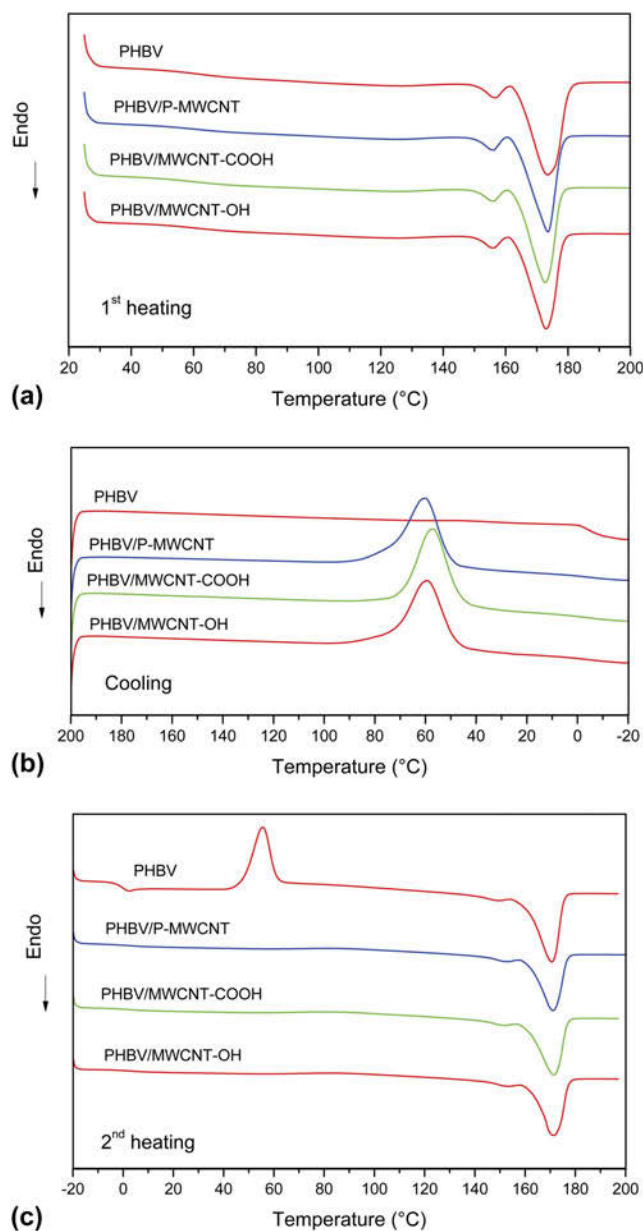 PHBV
PHBV/P-MWCNT
PHBV/MWCNT-COOH
PHBV/MWCNT-OH
Endo
1st heating
20 40 60 80 100 120 140 160 180 200
Temperature (°C)
(a)
PHBV
PHBV/P-MWCNT
PHBV/MWCNT-COOH
PHBV/MWCNT-OH
Endo
Cooling
200 180 160 140 120 100 80 60 40 20 0 -20
Temperature (°C)
(b)
PHBV
PHBV/P-MWCNT
PHBV/MWCNT-COOH
PHBV/MWCNT-OH
Endo
2nd heating
-20 0 20 40 60 80 100 120 140 160 180 200
Temperature (°C)
(c)